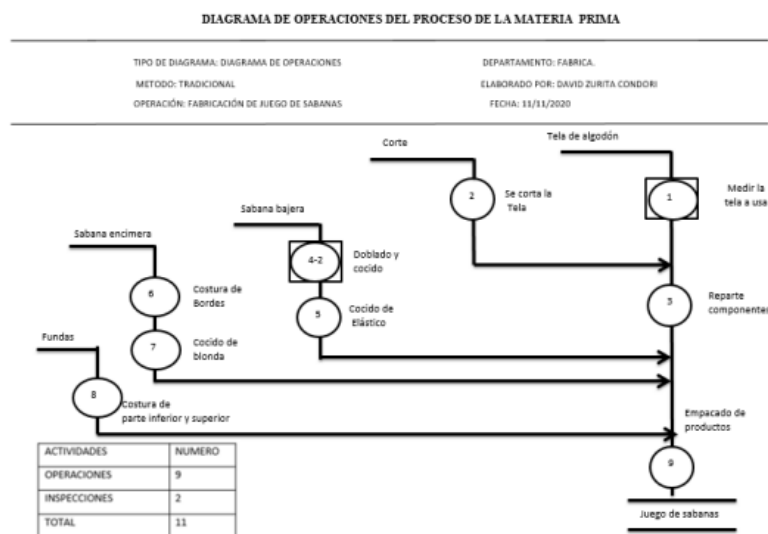 DIAGRAMA DE OPERACIONES DEL PROCESO DE LA MATERIA PRIMA
TIPO DE DIAGRAMA: DIAGRAMA DE OPERACIONES
DEPARTAMENTO: FABRICA.
METODO: TRADICIONAL
ELABORADO POR: DAVID ZURITA CONDORI
OPERACIÓN: FABRICACIÓN DE JUEGO DE SABANAS
FECHA: 11/11/2020
Tela de algodón
Corte
1
Medir la
tela a usa
2
Se corta la
Tela
Sabana bajera
Sabana encimera
4-2
Doblado y
cocido
6
Costura de
Bordes
5
Cocido de
Elástico
3
Reparte
componentes
Fundas
7
Cocido de
blonda
8
Costura de
parte inferior y superior
Empacado de
productos
9
Juego de sabanas
ACTIVIDADES NUMERO
OPERACIONES 9
INSPECCIONES 2
TOTAL 11